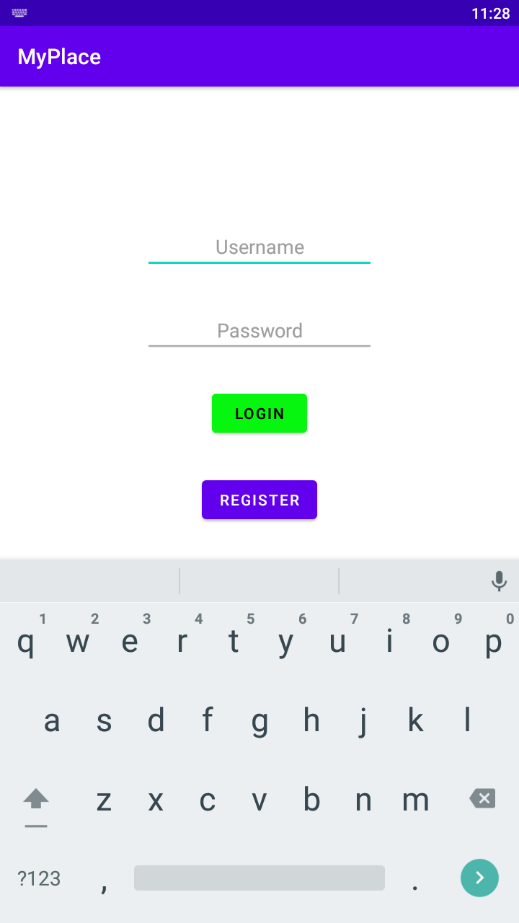 11:28
MyPlace
Username
Password
LOGIN
REGISTER
1 2 3 4 5 6 7 8 9 0
q w e r t y u i o p
a s d f g h j k l
z x c v b n m
?123 , .